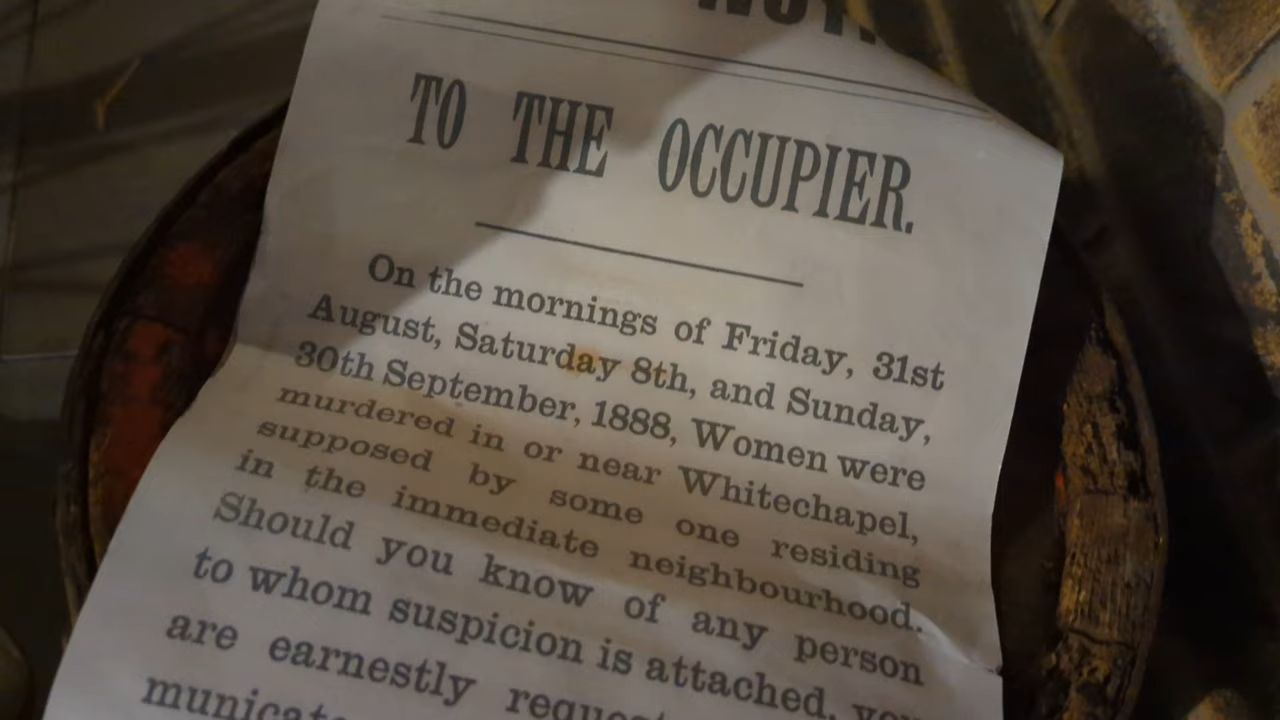 TO THE OCCUPIER.
On the mornings of Friday, 31st
August, Saturday 8th, and Sunday,
30th September, 1888, Women were
murdered in or near Whitechapel,
supposed by some one residing
in the immediate neighbourhood.
Should you know of any person
to whom suspicion is attached, you
are earnestly